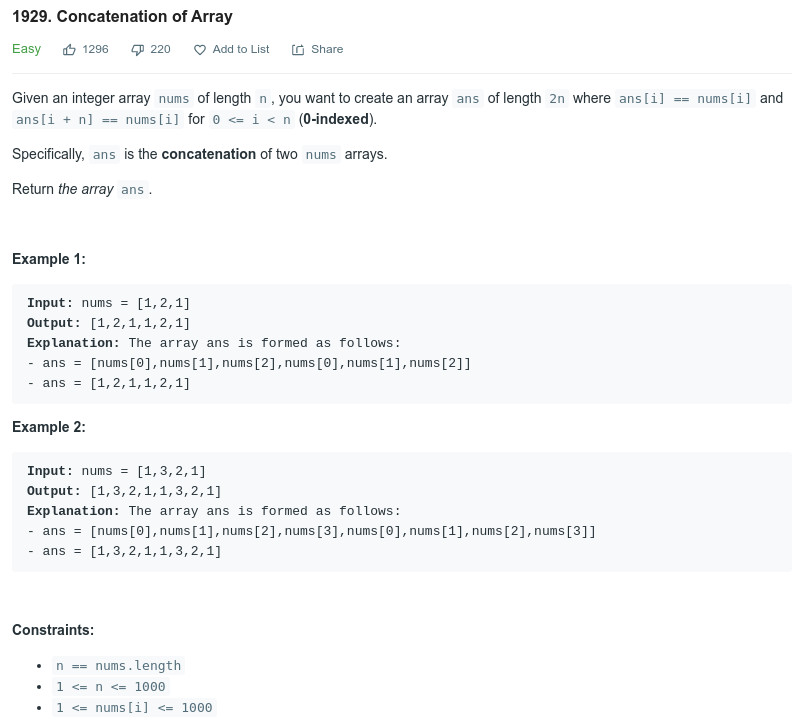 1929. Concatenation of Array
Easy 1296 220 Add to List Share
Given an integer array nums of length n, you want to create an array ans of length 2n where ans[i] == nums[i] and
ans[i + n] == nums[i] for 0 <= i < n (0-indexed).
Specifically, ans is the concatenation of two nums arrays.
Return the array ans.
Example 1:
Input: nums = [1,2,1]
Output: [1,2,1,1,2,1]
Explanation: The array ans is formed as follows:
- ans = [nums[0],nums[1],nums[2],nums[0],nums[1],nums[2]]
- ans = [1,2,1,1,2,1]
Example 2:
Input: nums = [1,3,2,1]
Output: [1,3,2,1,1,3,2,1]
Explanation: The array ans is formed as follows:
- ans = [nums[0],nums[1],nums[2],nums[3],nums[0],nums[1],nums[2],nums[3]]
- ans = [1,3,2,1,1,3,2,1]
Constraints:
• n == nums.length
• 1 <= n <= 1000
• 1 <= nums[i] <= 1000